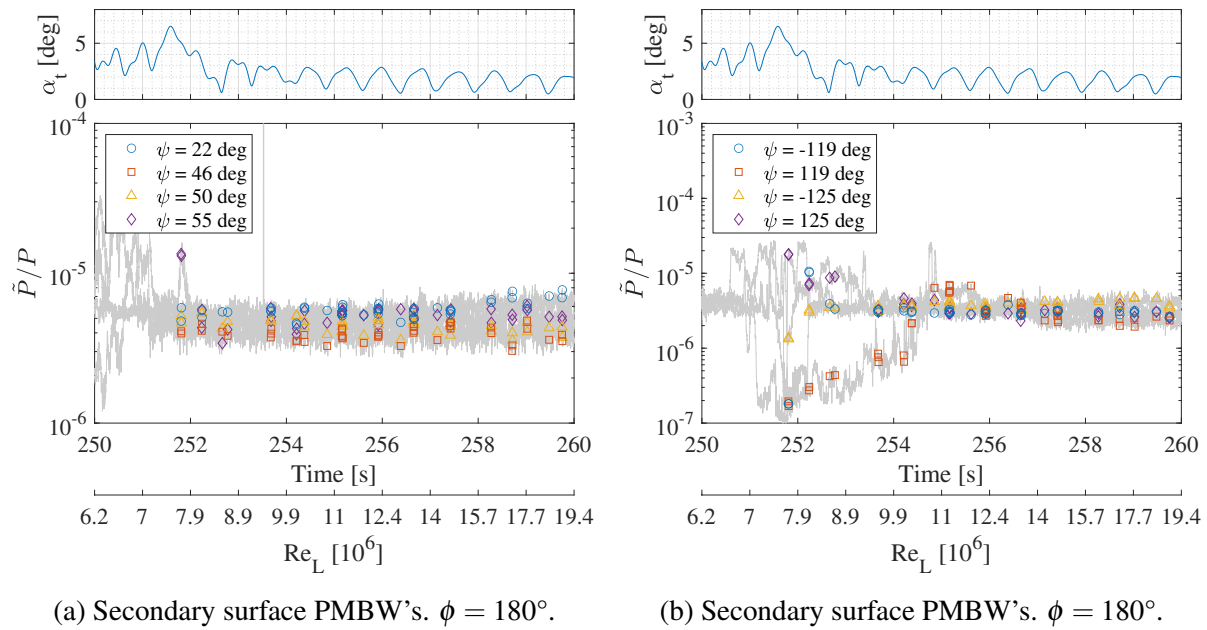 α_t [deg]
5
0
10^-4
ψ = 22 deg
ψ = 46 deg
ψ = 50 deg
ψ = 55 deg
P̃/P
10^-5
10^-6
250 252 254 256 258 260
Time [s]
6.2 7 7.9 8.9 9.9 11 12.4 14 15.7 17.7 19.4
Re_L [10^6]
(a) Secondary surface PMBW's. ϕ = 180°.
α_t [deg]
5
0
10^-3
ψ = -119 deg
ψ = 119 deg
ψ = -125 deg
ψ = 125 deg
10^-4
P̃/P
10^-5
10^-6
10^-7
250 252 254 256 258 260
Time [s]
6.2 7 7.9 8.9 9.9 11 12.4 14 15.7 17.7 19.4
Re_L [10^6]
(b) Secondary surface PMBW's. ϕ = 180°.